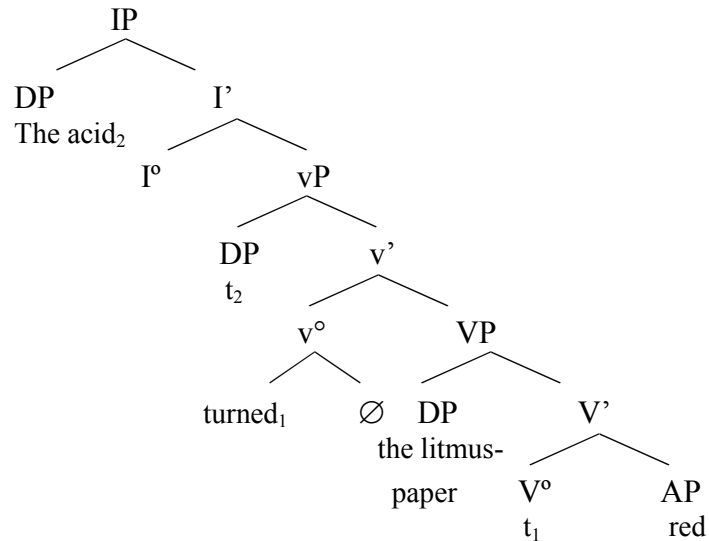 IP
DP I’
The acid₂
Iº vP
DP v’
t₂
v° VP
turned₁ ∅ DP V’
the litmus-
paper Vº AP
t₁ red